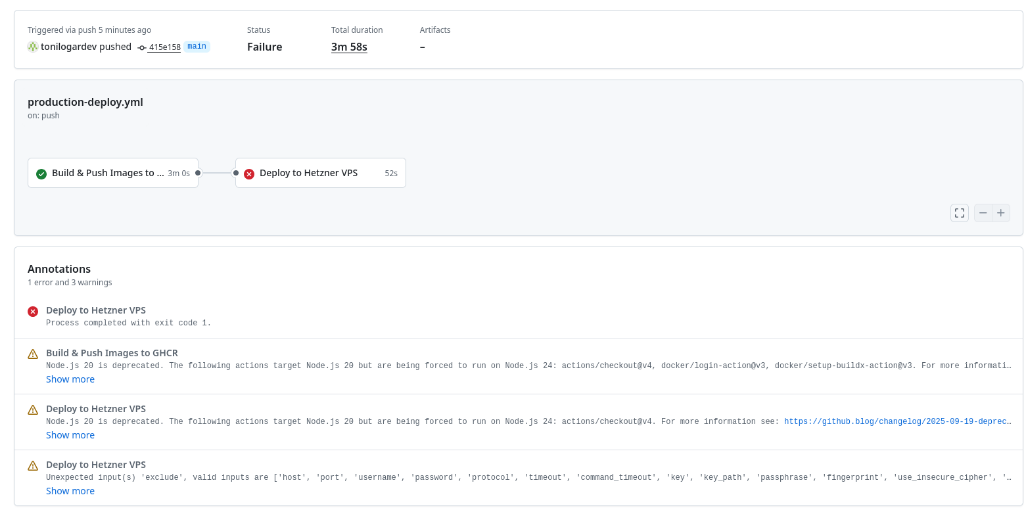 Triggered via push 5 minutes ago
tonilogardev pushed 415e158 main
Status
Failure
Total duration
3m 58s
Artifacts
–
production-deploy.yml
on: push
Build & Push Images to ... 3m 0s
Deploy to Hetzner VPS 52s
Annotations
1 error and 3 warnings
Deploy to Hetzner VPS
Process completed with exit code 1.
Build & Push Images to GHCR
Node.js 20 is deprecated. The following actions target Node.js 20 but are being forced to run on Node.js 24: actions/checkout@v4, docker/login-action@v3, docker/setup-buildx-action@v3. For more informati…
Show more
Deploy to Hetzner VPS
Node.js 20 is deprecated. The following actions target Node.js 20 but are being forced to run on Node.js 24: actions/checkout@v4. For more information see: https://github.blog/changelog/2025-09-19-deprec…
Show more
Deploy to Hetzner VPS
Unexpected input(s) 'exclude', valid inputs are ['host', 'port', 'username', 'password', 'protocol', 'timeout', 'command_timeout', 'key', 'key_path', 'passphrase', 'fingerprint', 'use_insecure_cipher', '…
Show more